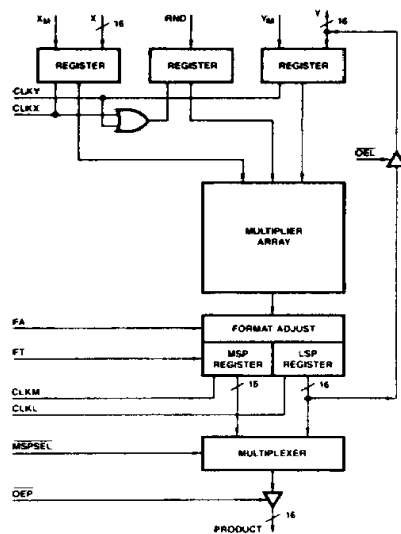 XM X 16 RND YM Y 16
REGISTER REGISTER REGISTER
CLKY
CLKX
OEL
MULTIPLIER
ARRAY
FA FORMAT ADJUST
FT MSP REGISTER LSP REGISTER
16 16
CLKM
CLKL
MSPSEL MULTIPLEXER
OEP
16
PRODUCT